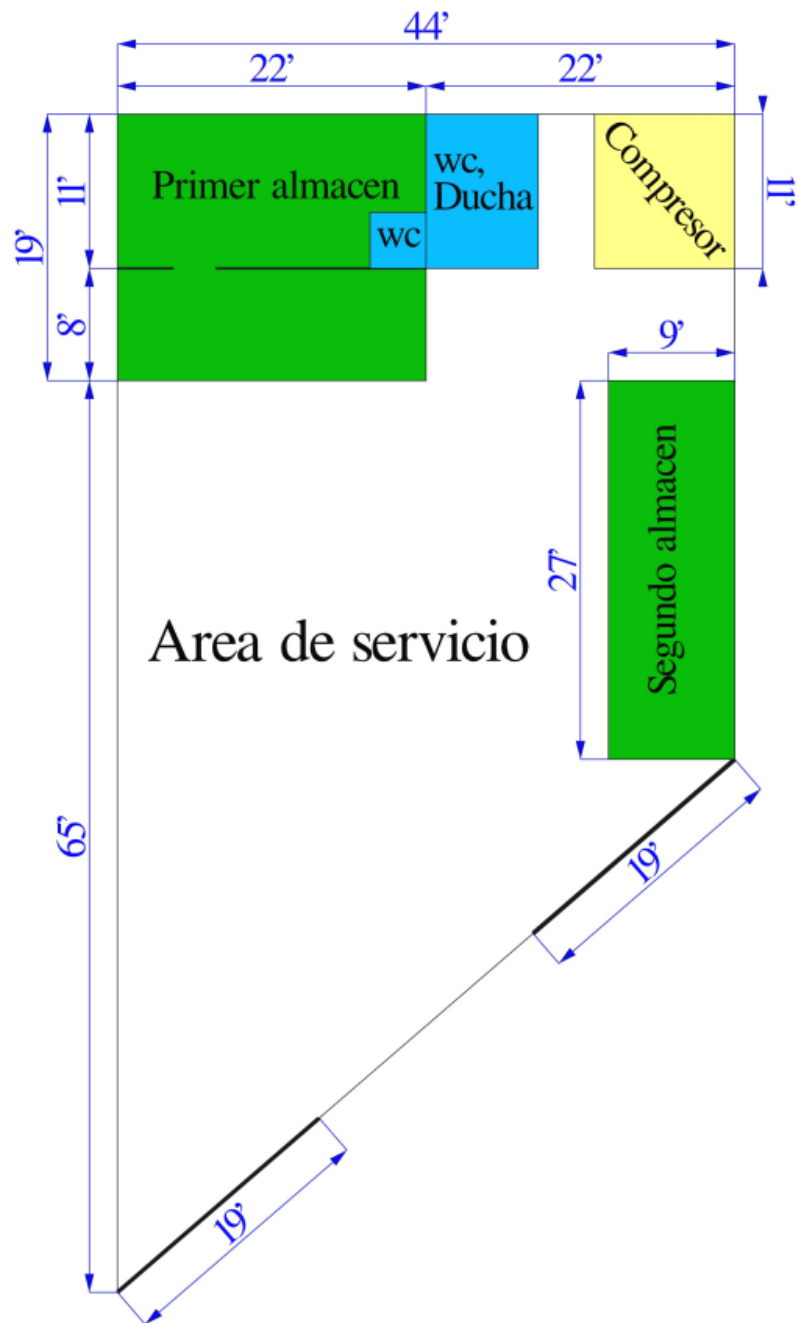 44’
22’
22’
11’
19’
8’
Primer almacen
wc
wc,
Ducha
Compresor
11’
9’
27’
Segundo almacen
Area de servicio
65’
19’
19’